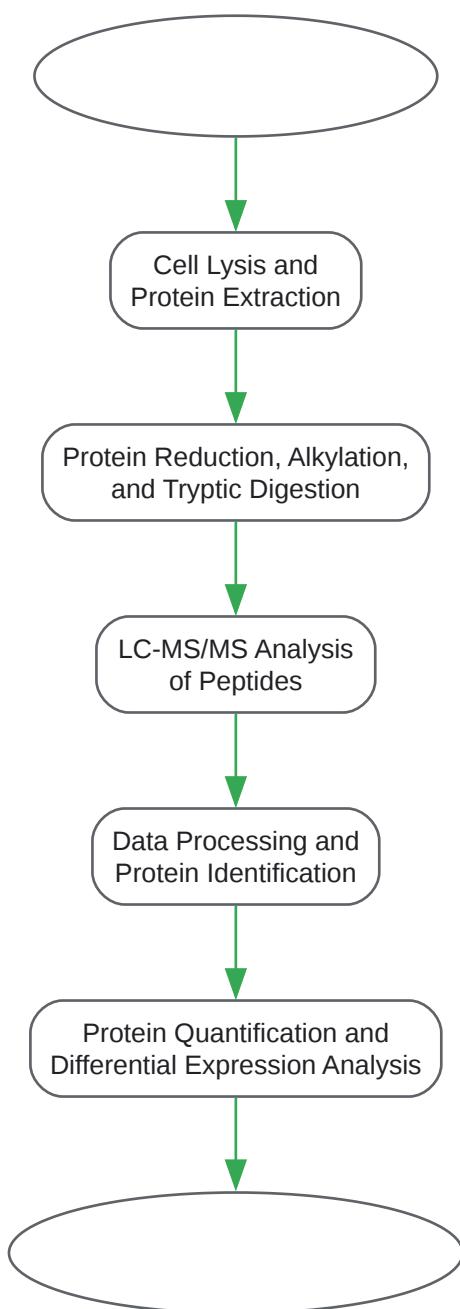 Cell Lysis and
Protein Extraction
Protein Reduction, Alkylation,
and Tryptic Digestion
LC-MS/MS Analysis
of Peptides
Data Processing and
Protein Identification
Protein Quantification and
Differential Expression Analysis